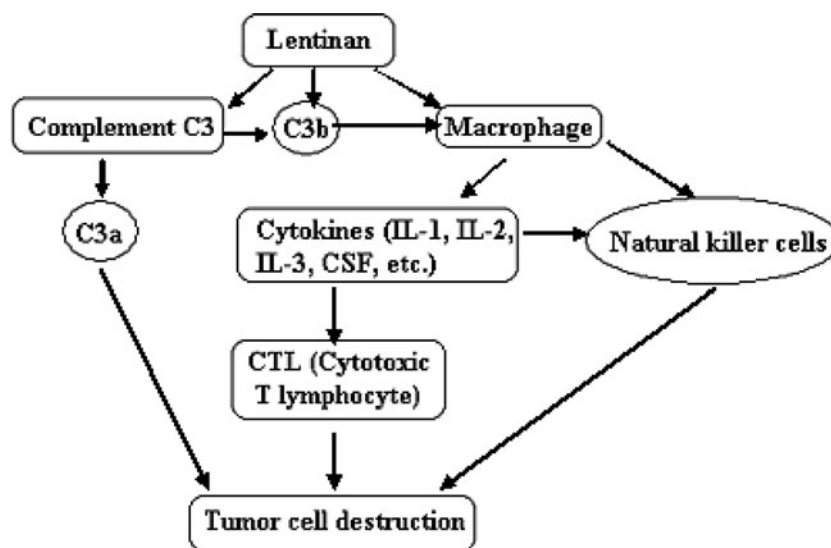 Lentinan
Complement C3
C3b
Macrophage
C3a
Cytokines (IL-1, IL-2,
IL-3, CSF, etc.)
Natural killer cells
CTL (Cytotoxic
T lymphocyte)
Tumor cell destruction